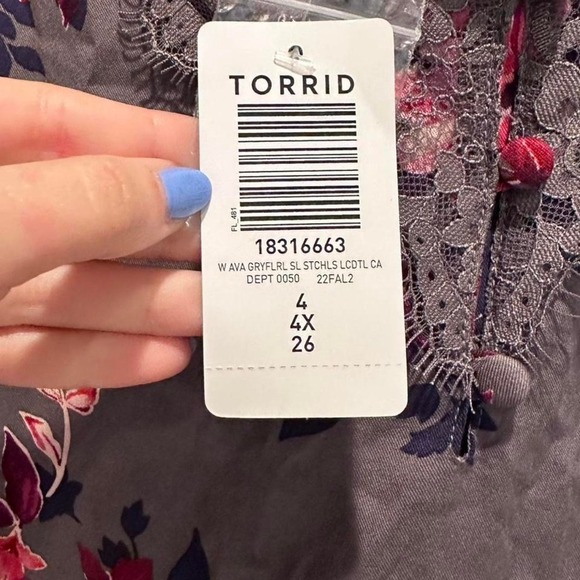 TORRID
FL_481
18316663
W AVA GRYFLRL SL STCHLS LCDTL CA
DEPT 0050 22FAL2
4
4X
26